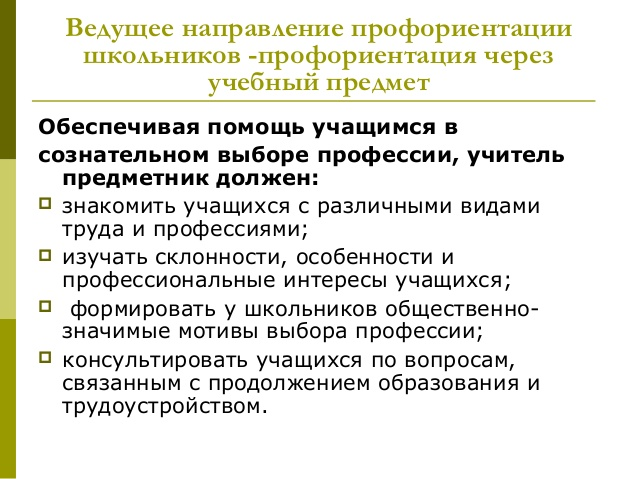 Ведущее направление профориентации
школьников -профориентация через
учебный предмет
Обеспечивая помощь учащимся в
сознательном выборе профессии, учитель
предметник должен:
знакомить учащихся с различными видами
труда и профессиями;
изучать склонности, особенности и
профессиональные интересы учащихся;
формировать у школьников общественно-
значимые мотивы выбора профессии;
консультировать учащихся по вопросам,
связанным с продолжением образования и
трудоустройством.